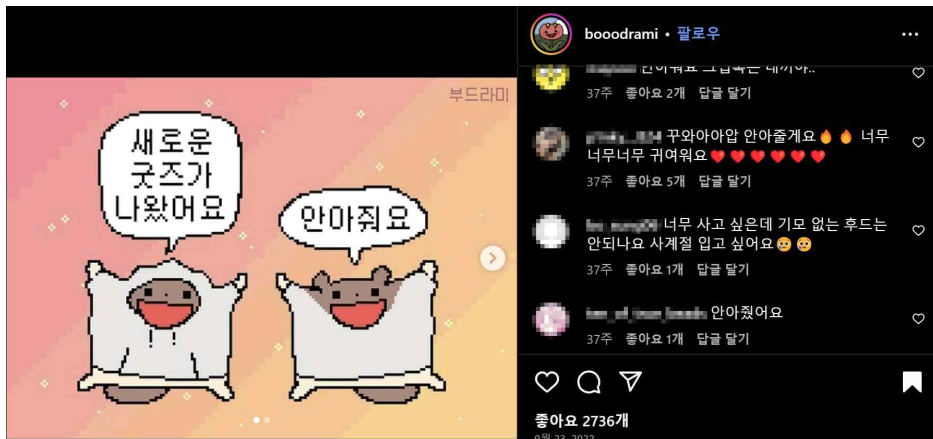 부드라미
새로운
굿즈가
나왔어요
안아줘요
booodrami • 팔로우
37주 좋아요 2개 답글 달기
꾸와아아압 안아줄게요🔥🔥 너무
너무너무 귀여워요❤️❤️❤️❤️❤️❤️
37주 좋아요 5개 답글 달기
너무 사고 싶은데 기모 없는 후드는
안되나요 사계절 입고 싶어요🥺🥺
37주 좋아요 1개 답글 달기
안아줬어요
37주 좋아요 1개 답글 달기
좋아요 2736개
9월 23, 2022